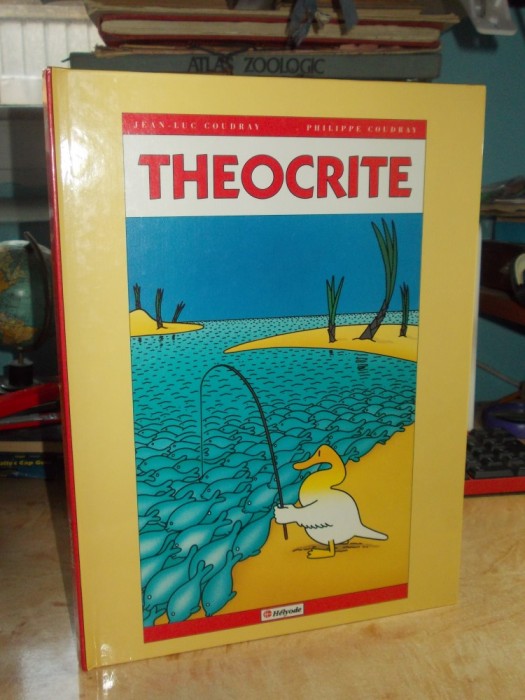 ATLAS ZOOLOGIC
JEAN-LUC COUDRAY
PHILIPPE COUDRAY
THEOCRITE
Hélyode